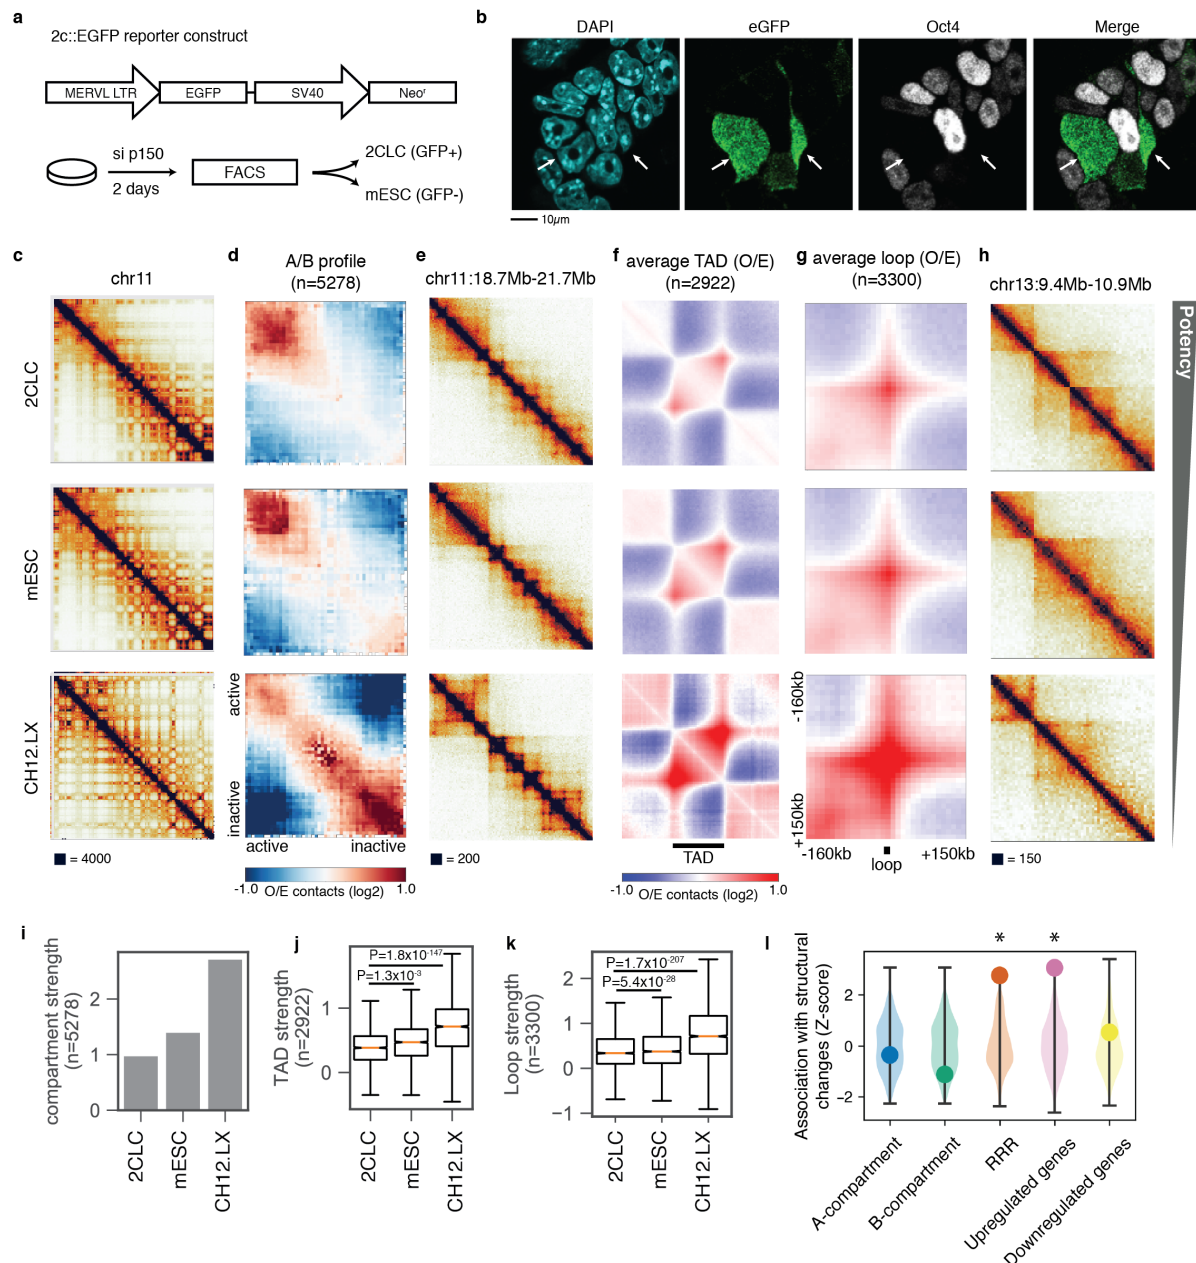 a
2c::EGFP reporter construct
MERVL LTR
EGFP
SV40
Neoʳ
si p150
2 days
FACS
2CLC (GFP+)
mESC (GFP-)
b
DAPI
eGFP
Oct4
Merge
10µm
c
chr11
d
A/B profile
(n=5278)
e
chr11:18.7Mb-21.7Mb
f
average TAD (O/E)
(n=2922)
g
average loop (O/E)
(n=3300)
h
chr13:9.4Mb-10.9Mb
Potency
2CLC
mESC
CH12.LX
active
inactive
active
inactive
-160kb
+150kb
= 4000
-1.0
1.0
O/E contacts (log2)
= 200
TAD
-1.0
1.0
O/E contacts (log2)
-160kb
+150kb
loop
= 150
i
compartment strength
(n=5278)
2
1
0
2CLC
mESC
CH12.LX
j
TAD strength
(n=2922)
1
0
P=1.8x10⁻¹⁴⁷
P=1.3x10⁻³
2CLC
mESC
CH12.LX
k
Loop strength
(n=3300)
2
1
0
−1
P=1.7x10⁻²⁰⁷
P=5.4x10⁻²⁸
2CLC
mESC
CH12.LX
l
Association with structural
changes (Z-score)
2
0
−2
*
*
A-compartment
B-compartment
RRR
Upregulated genes
Downregulated genes